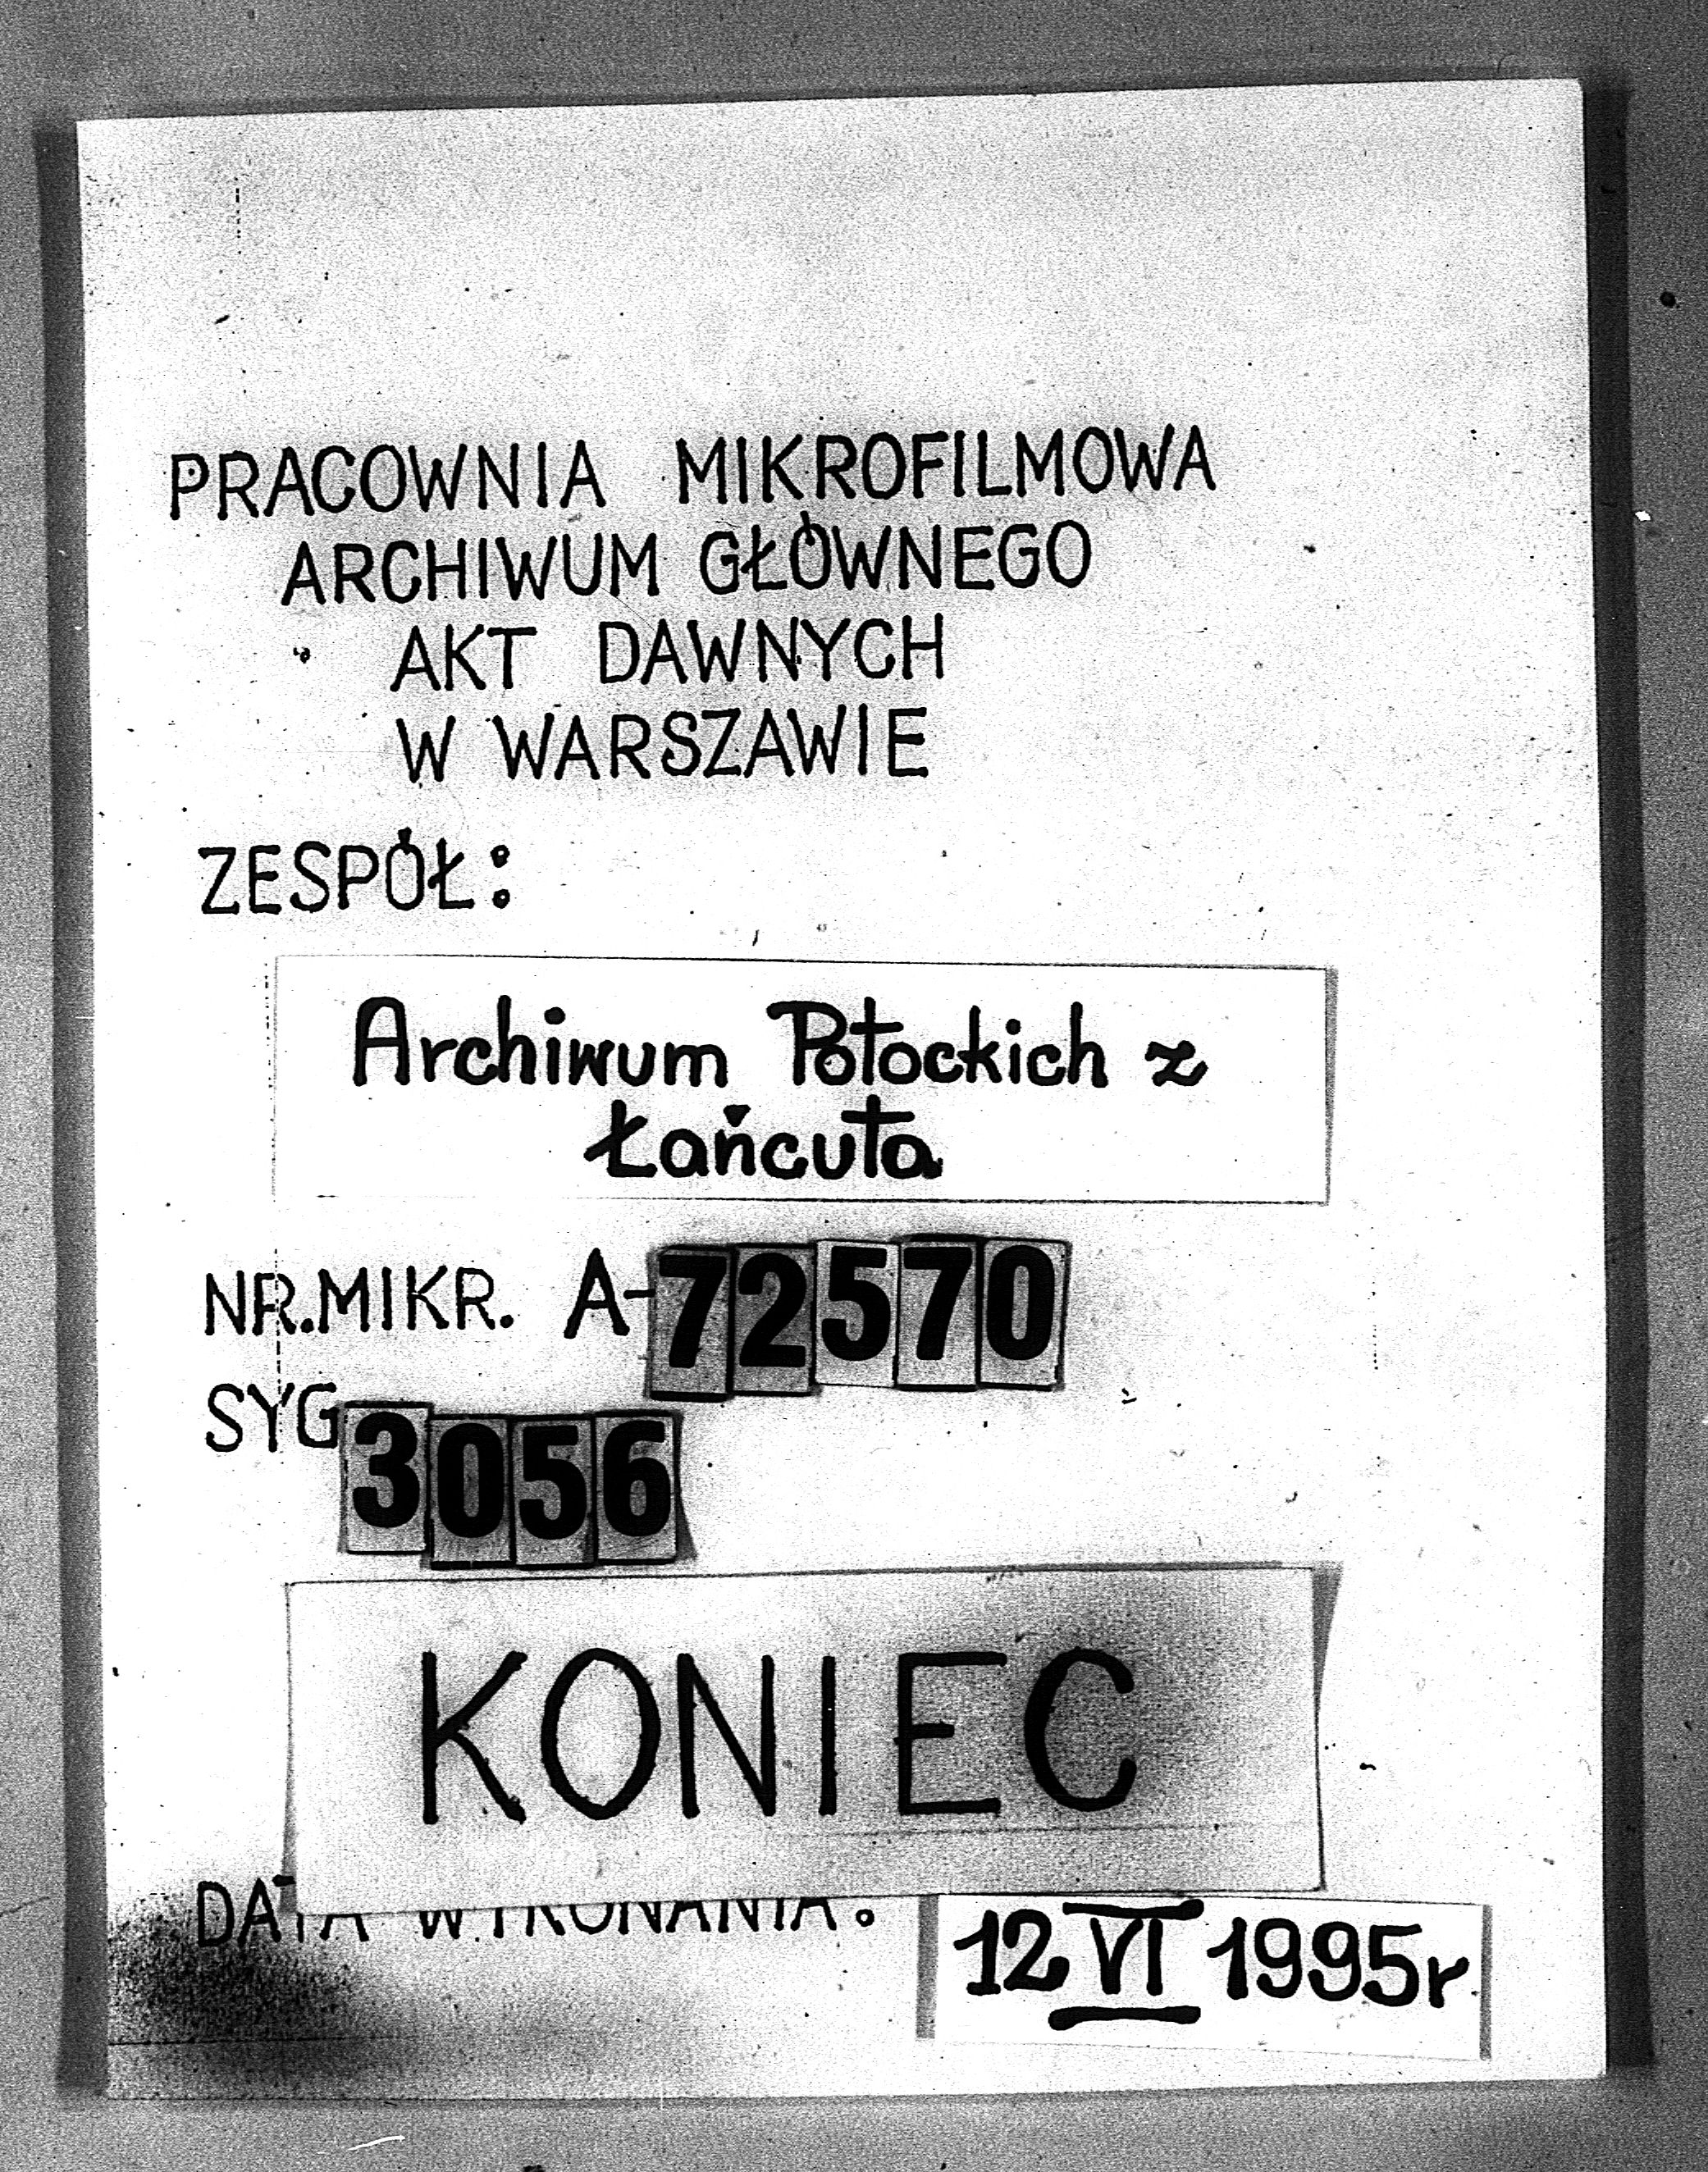 PRACOWNIA MIKROFILMOWA
ARCHIWUM GŁÓWNEGO
AKT DAWNYCH
W WARSZAWIE
ZESPÓŁ:
Archiwum Potockich z
Łańcuta
NR.MIKR. A-72570
SYG 3056
KONIEC
DATA WYKONANIA:
12 VI 1995r